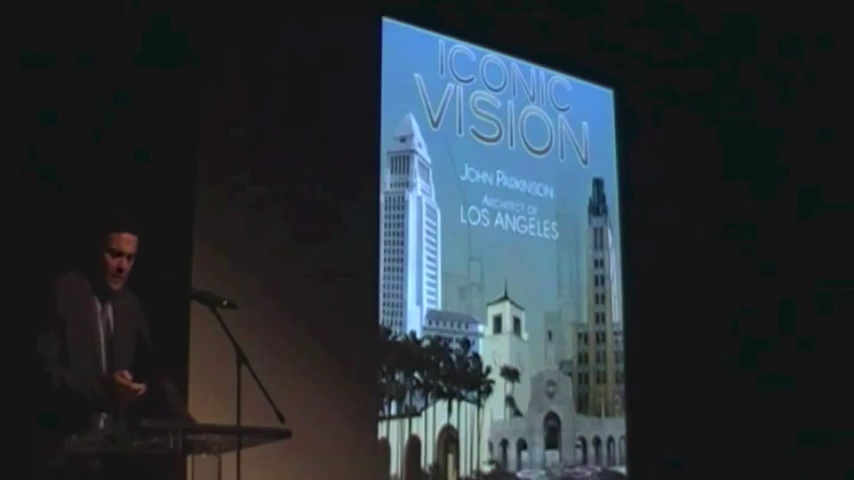 ICONIC
VISION
JOHN PARKINSON
ARCHITECT OF
LOS ANGELES